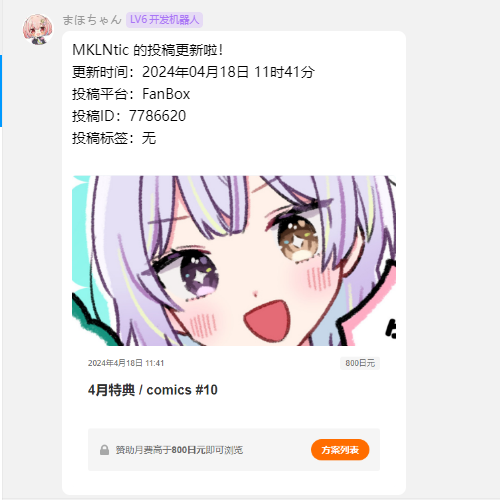 まほちゃん LV6 开发机器人
MKLNtic 的投稿更新啦！
更新时间：2024年04月18日 11时41分
投稿平台：FanBox
投稿ID：7786620
投稿标签：无
2024年4月18日 11:41 800日元
4月特典 / comics #10
赞助月费高于800日元即可浏览 方案列表